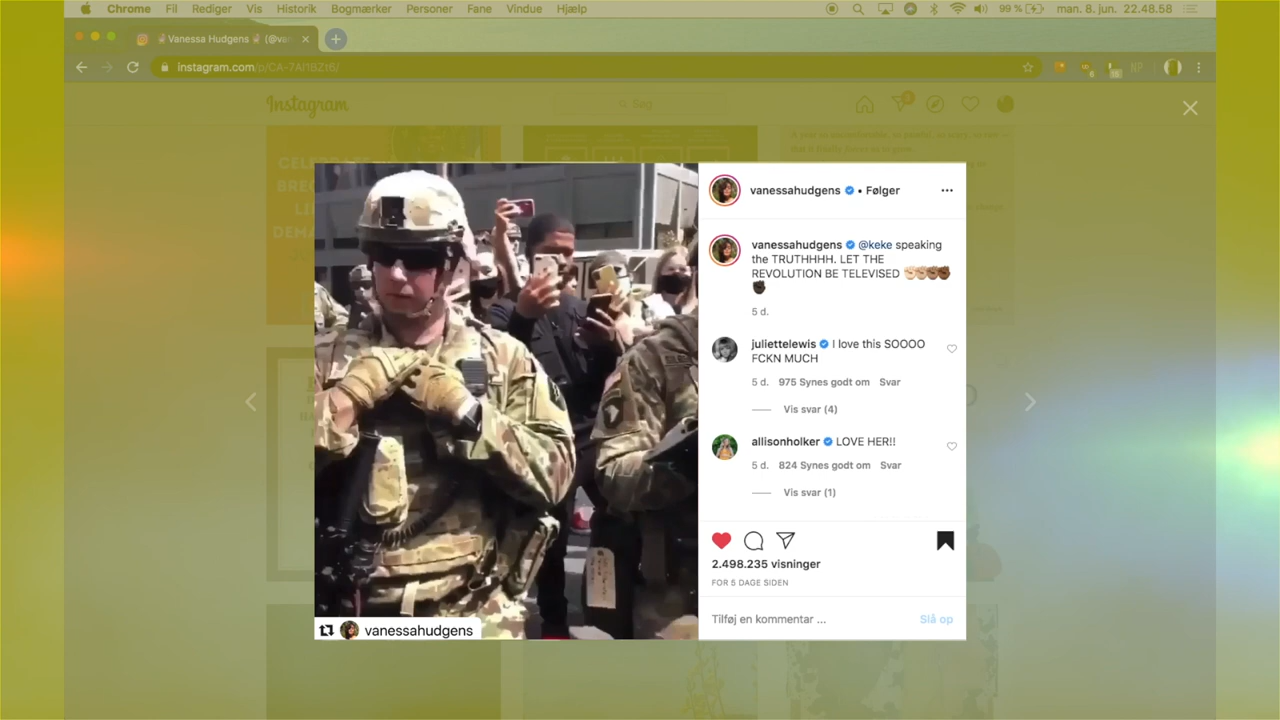 Chrome Fil Rediger Vis Historik Bogmærker Personer Fane Vindue Hjælp 99 % man. 8. jun. 22.48.58
Vanessa Hudgens
instagram.com/p/CA-7Al1BZt6/
Instagram
Søg
vanessahudgens • Følger
vanessahudgens @keke speaking
the TRUTHHHH. LET THE
REVOLUTION BE TELEVISED
5 d.
juliettelewis I love this SOOOO
FCKN MUCH
5 d. 975 Synes godt om Svar
Vis svar (4)
allisonholker LOVE HER!!
5 d. 824 Synes godt om Svar
Vis svar (1)
2.498.235 visninger
FOR 5 DAGE SIDEN
Tilføj en kommentar ... Slå op
vanessahudgens